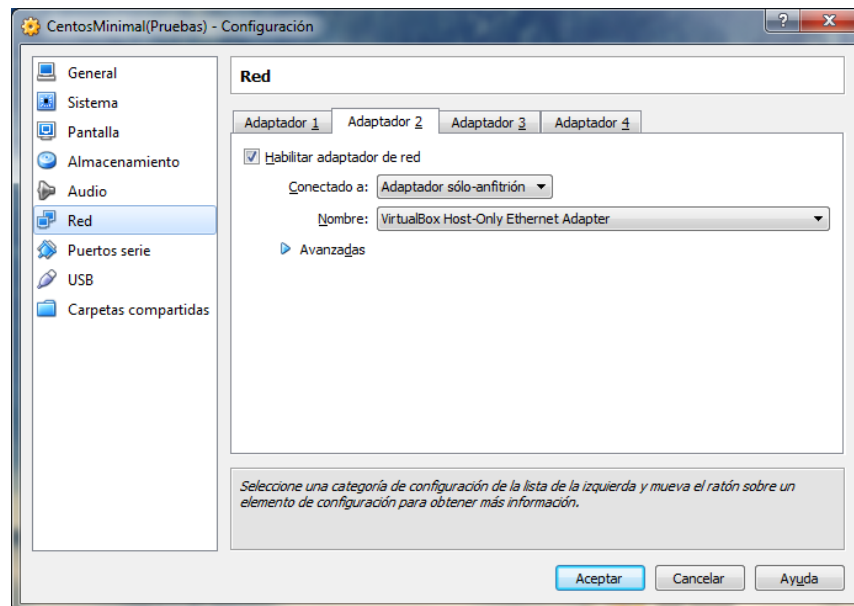 CentosMinimal(Pruebas) - Configuración
?
X
General
Sistema
Pantalla
Almacenamiento
Audio
Red
Puertos serie
USB
Carpetas compartidas
Red
Adaptador 1 Adaptador 2 Adaptador 3 Adaptador 4
Habilitar adaptador de red
Conectado a: Adaptador sólo-anfitrión
Nombre: VirtualBox Host-Only Ethernet Adapter
Avanzadas
Seleccione una categoría de configuración de la lista de la izquierda y mueva el ratón sobre un
elemento de configuración para obtener más información.
Aceptar Cancelar Ayuda